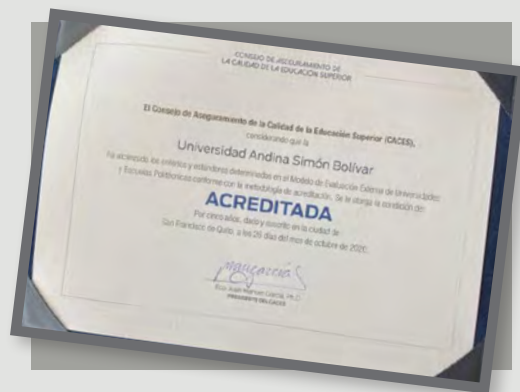 CONSEJO DE ASEGURAMIENTO DE
LA CALIDAD DE LA EDUCACIÓN SUPERIOR
El Consejo de Aseguramiento de la Calidad de la Educación Superior (CACES),
considerando que la
Universidad Andina Simón Bolívar
Ha alcanzado los criterios y estándares determinados en el Modelo de Evaluación Externa de Universidades
y Escuelas Politécnicas conforme con la metodología de acreditación. Se le otorga la condición de:
ACREDITADA
Por cinco años, dado y suscrito en la ciudad de
San Francisco de Quito, a los 26 días del mes de octubre de 2020.
Juan Manuel García, Ph.D.
PRESIDENTE DEL CACES